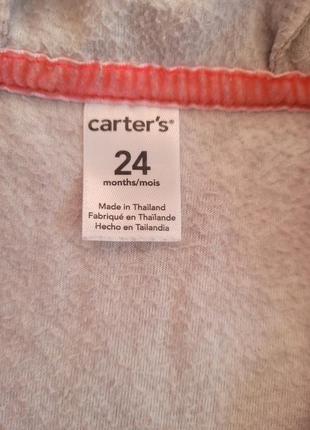 carter's®
24
months/mois
Made in Thailand
Fabriqué en Thaïlande
Hecho en Tailandia